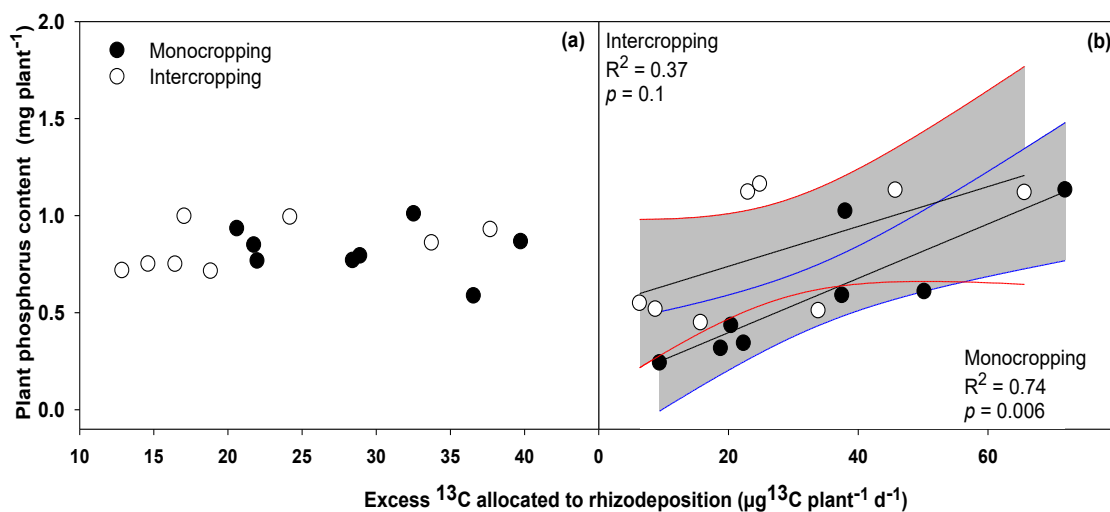 Plant phosphorus content (mg plant⁻¹)
2.0
1.5
1.0
0.5
0.0
(a)
Monocropping
Intercropping
10 15 20 25 30 35 40
(b)
Intercropping
R² = 0.37
p = 0.1
Monocropping
R² = 0.74
p = 0.006
0 20 40 60
Excess ¹³C allocated to rhizodeposition (µg¹³C plant⁻¹ d⁻¹)